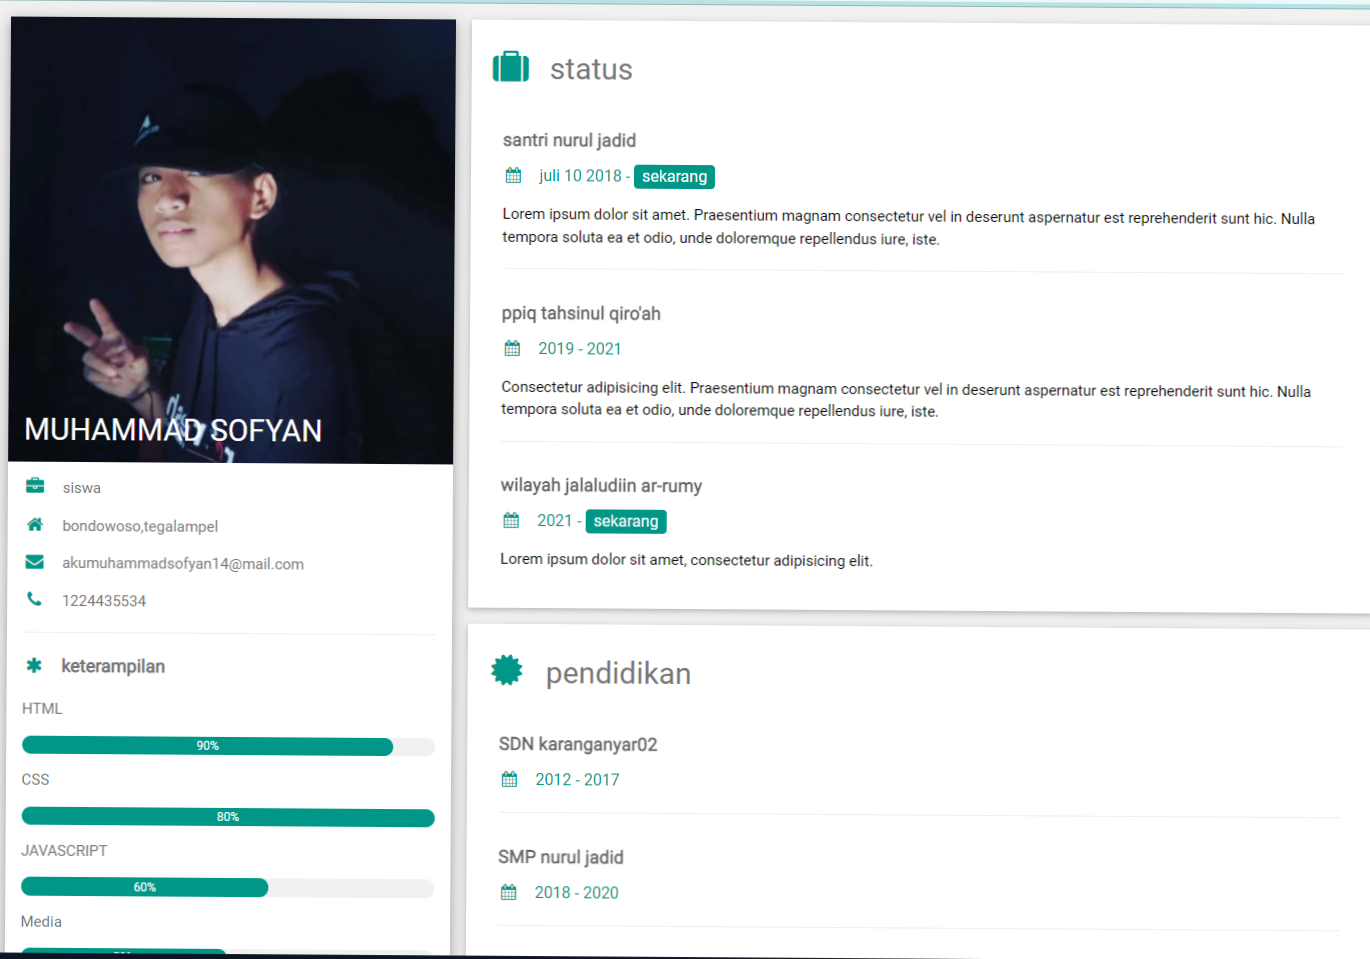 MUHAMMAD SOFYAN
siswa
bondowoso,tegalampel
akumuhammadsofyan14@mail.com
1224435534
keterampilan
HTML
90%
CSS
80%
JAVASCRIPT
60%
Media
status
santri nurul jadid
juli 10 2018 - sekarang
Lorem ipsum dolor sit amet. Praesentium magnam consectetur vel in deserunt aspernatur est reprehenderit sunt hic. Nulla
tempora soluta ea et odio, unde doloremque repellendus iure, iste.
ppiq tahsinul qiro'ah
2019 - 2021
Consectetur adipisicing elit. Praesentium magnam consectetur vel in deserunt aspernatur est reprehenderit sunt hic. Nulla
tempora soluta ea et odio, unde doloremque repellendus iure, iste.
wilayah jalaludiin ar-rumy
2021 - sekarang
Lorem ipsum dolor sit amet, consectetur adipisicing elit.
pendidikan
SDN karanganyar02
2012 - 2017
SMP nurul jadid
2018 - 2020